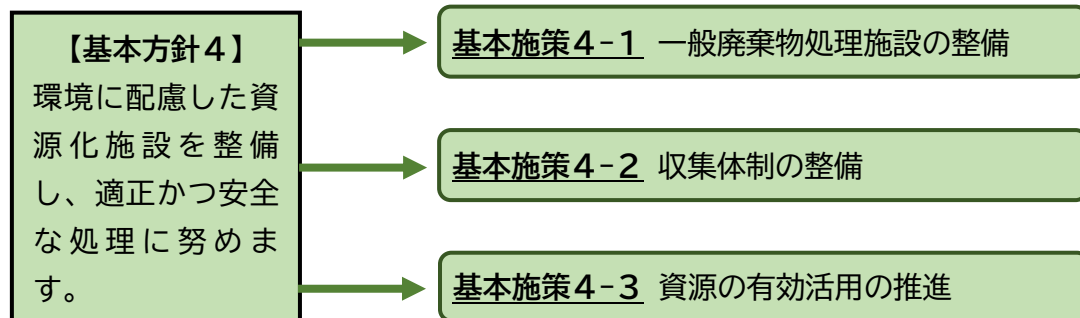 【基本方針４】
環境に配慮した資
源化施設を整備
し、適正かつ安全
な処理に努めま
す。
基本施策４−１ 一般廃棄物処理施設の整備
基本施策４−２ 収集体制の整備
基本施策４−３ 資源の有効活用の推進